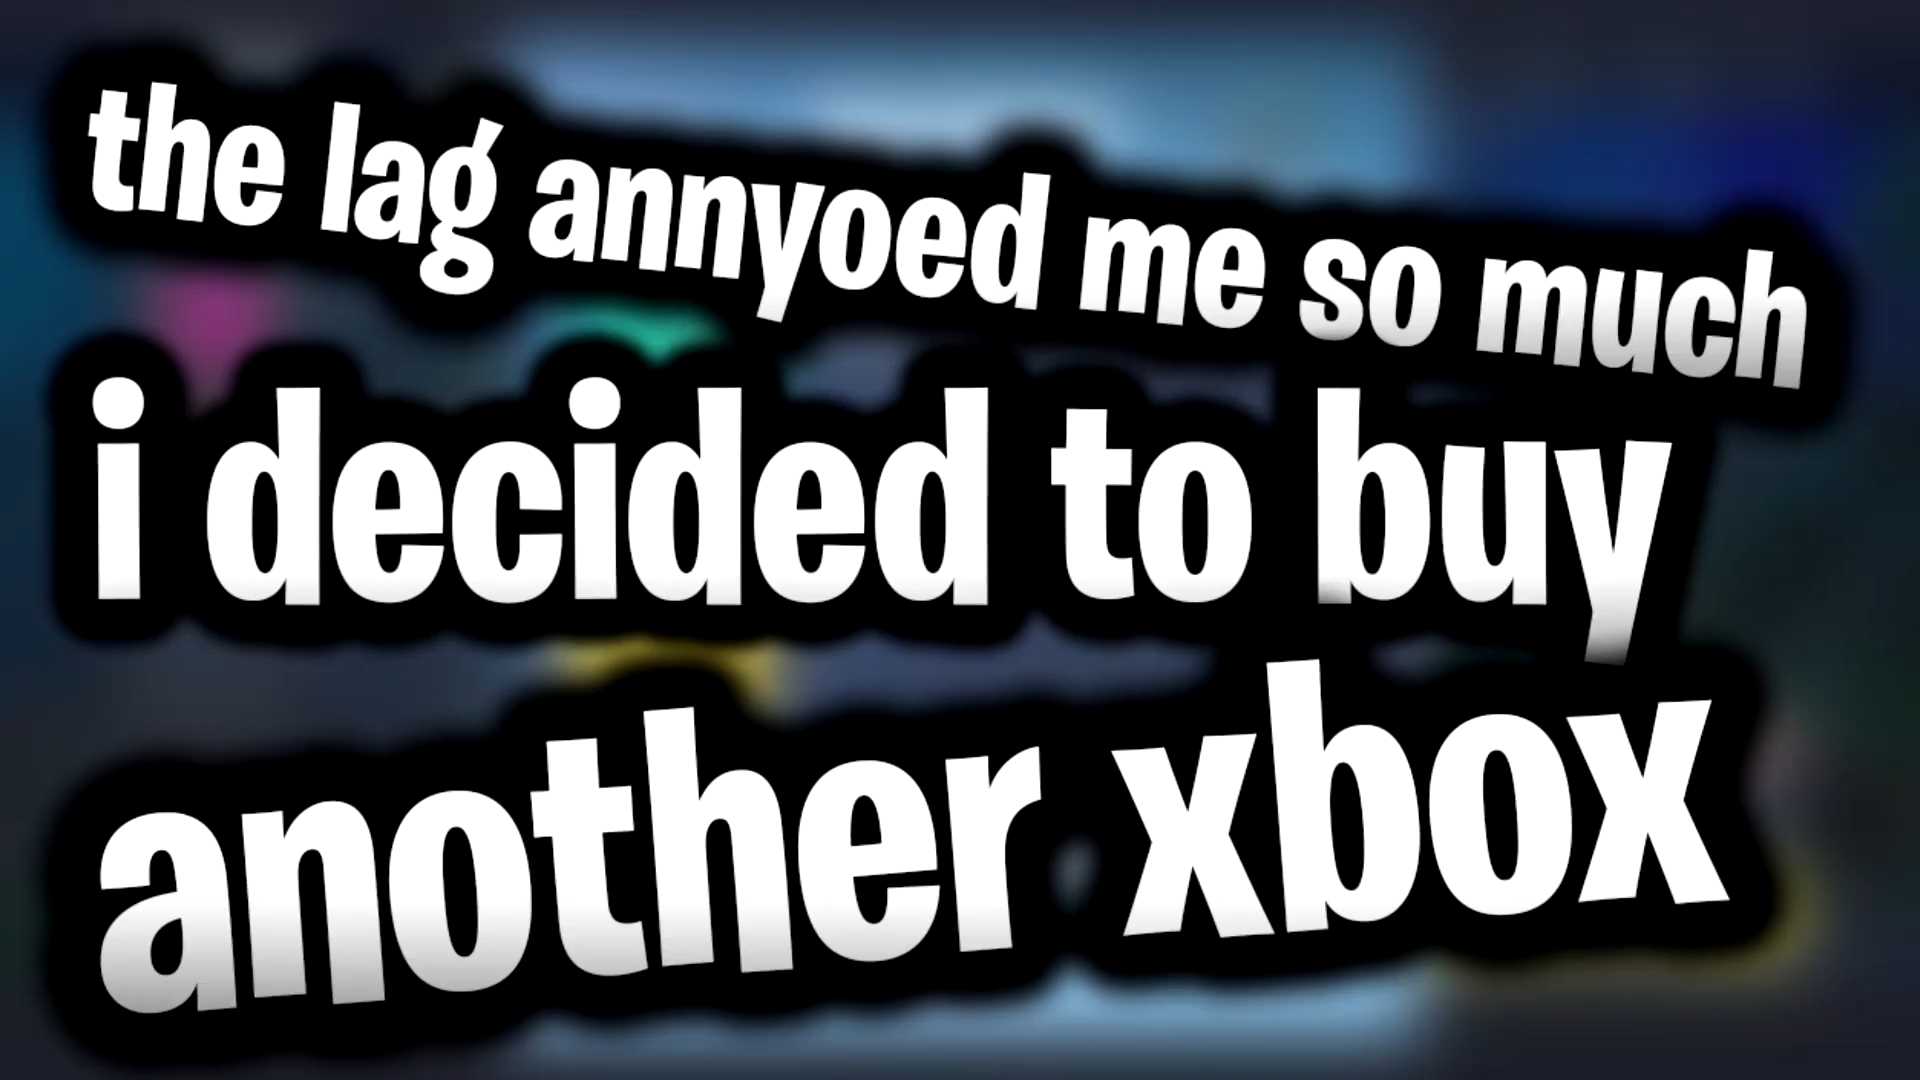 the lag annyoed me so much
i decided to buy
another xbox